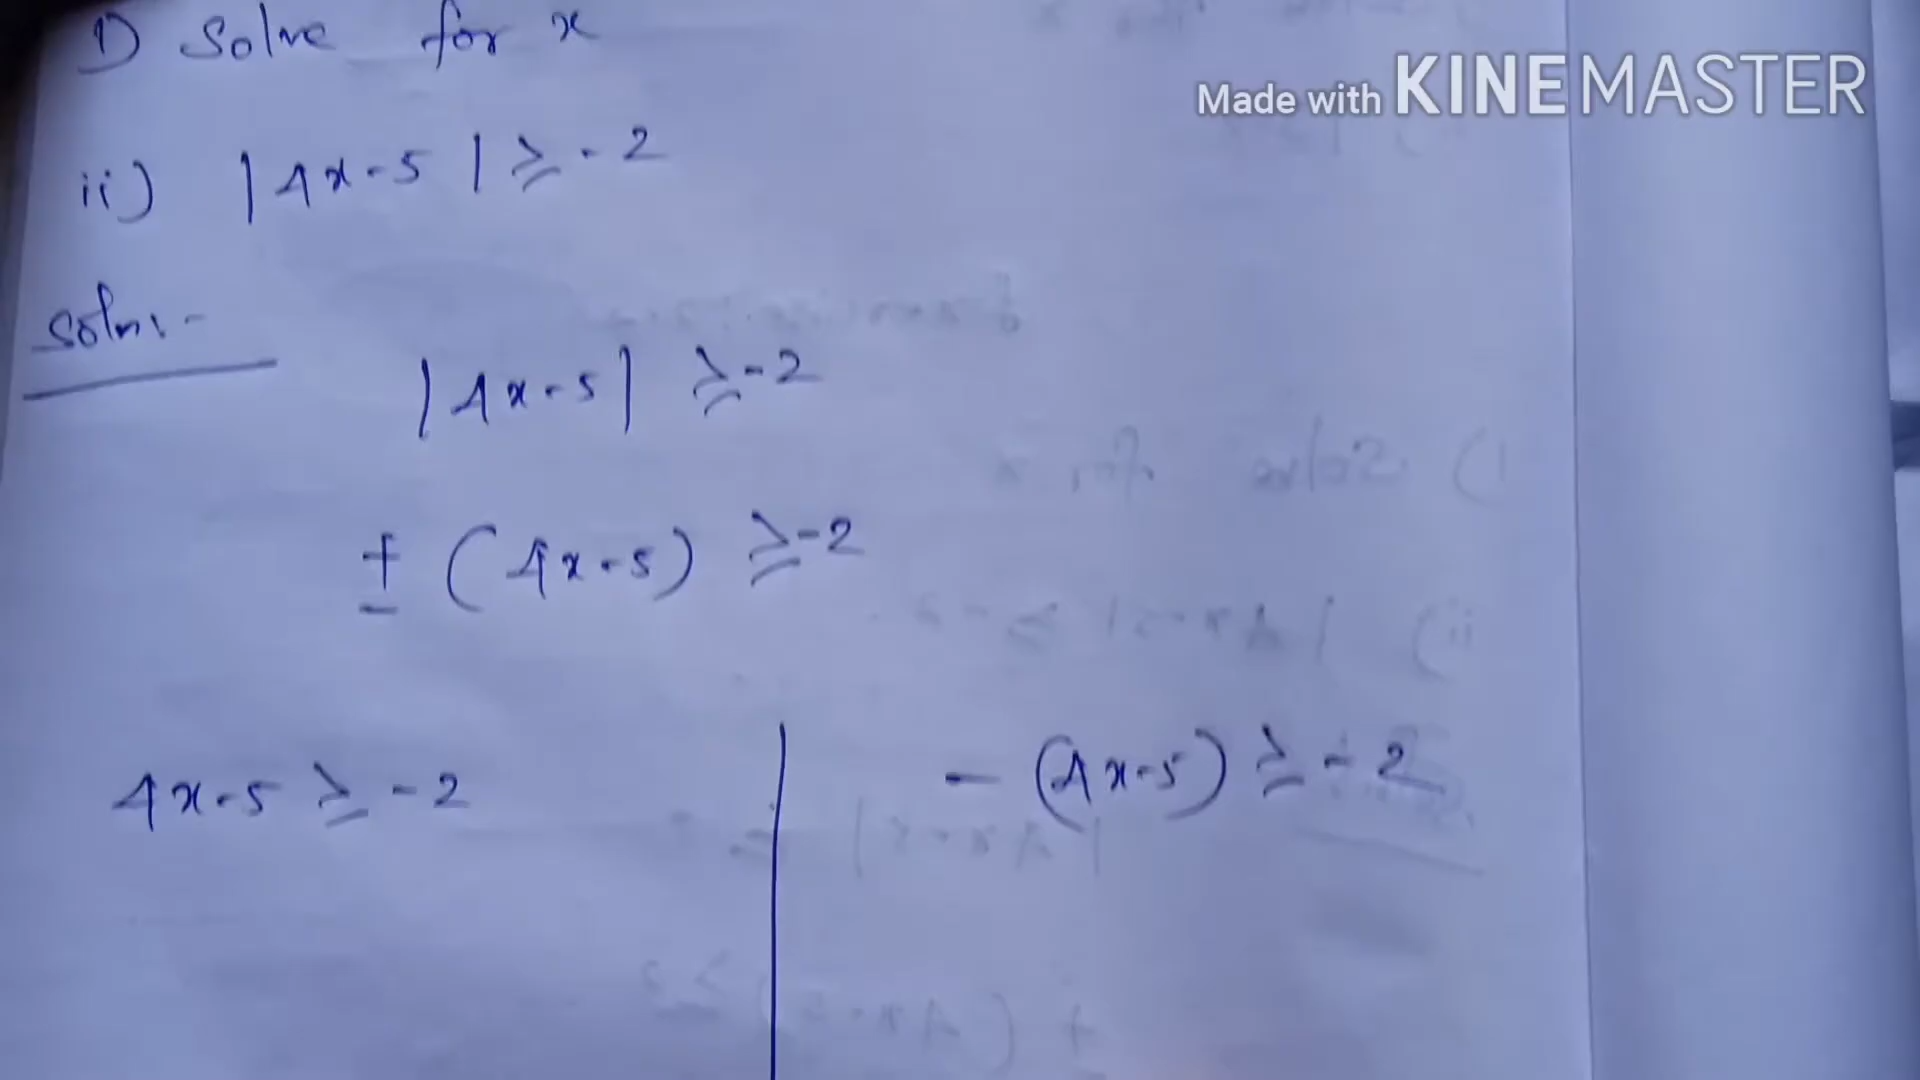 1) Solve for x
Made with KINEMASTER
ii) |4x-5| ≥ -2
Soln:-
|4x-5| ≥ -2
± (4x-5) ≥ -2
4x-5 ≥ -2
- (4x-5) ≥ -2